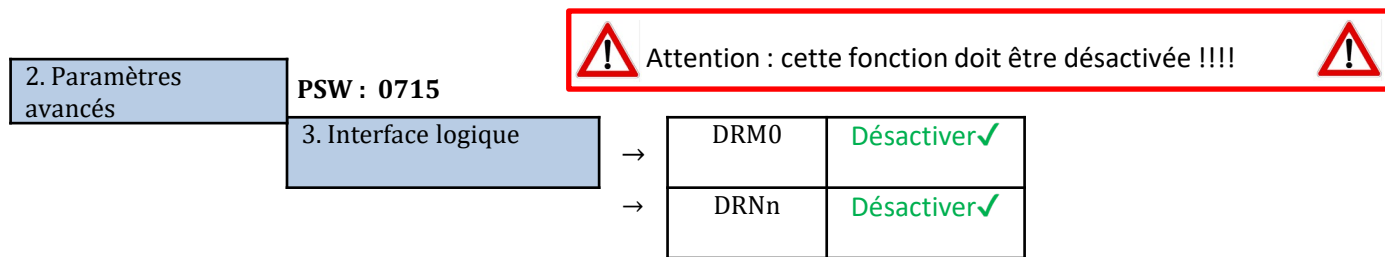 Attention : cette fonction doit être désactivée !!!!
2. Paramètres
avancés
PSW : 0715
3. Interface logique
→ DRM0 Désactiver✓
→ DRNn Désactiver✓